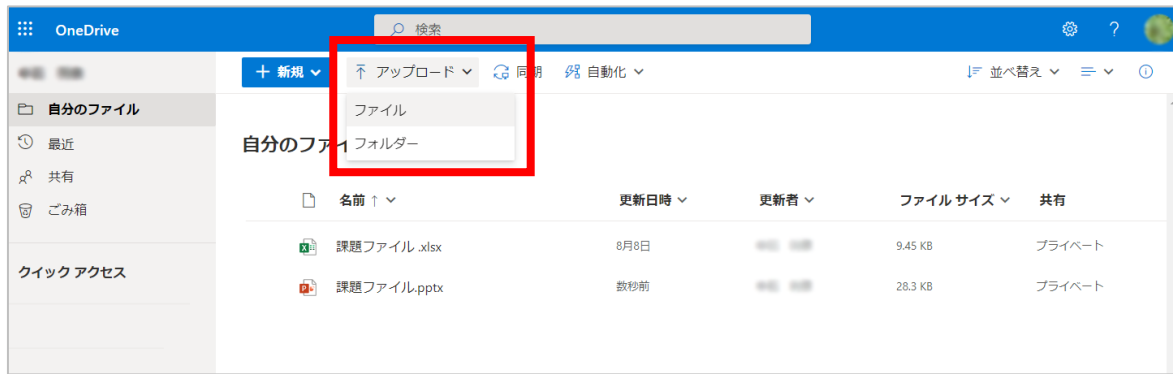 OneDrive
検索
?
新規
アップロード
同期
自動化
並べ替え
自分のファイル
最近
共有
ごみ箱
クイック アクセス
ファイル
フォルダー
自分のファイ
名前 ↑
更新日時
更新者
ファイル サイズ
共有
課題ファイル .xlsx
8月8日
9.45 KB
プライベート
課題ファイル.pptx
数秒前
28.3 KB
プライベート